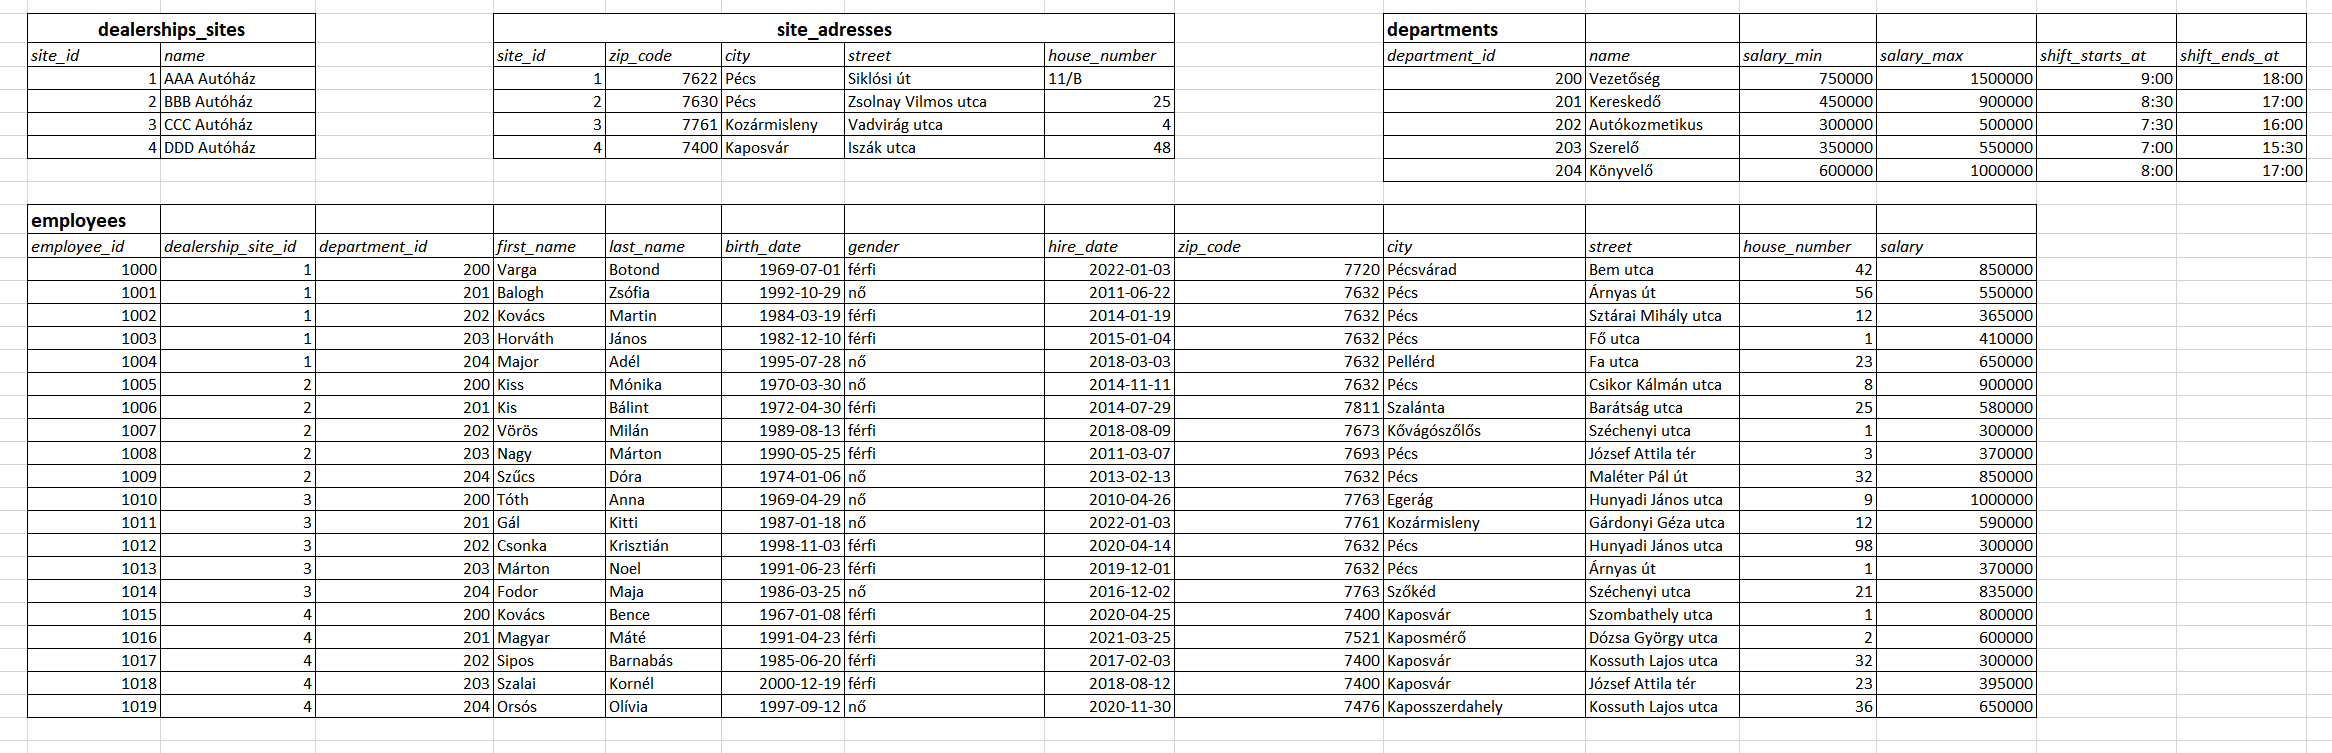 dealerships_sites site_adresses departments
site_id name site_id zip_code city street house_number department_id name salary_min salary_max shift_starts_at shift_ends_at
1 AAA Autóház 1 7622 Pécs Siklósi út 11/B 200 Vezetőség 750000 1500000 9:00 18:00
2 BBB Autóház 2 7630 Pécs Zsolnay Vilmos utca 25 201 Kereskedő 450000 900000 8:30 17:00
3 CCC Autóház 3 7761 Kozármisleny Vadvirág utca 4 202 Autókozmetikus 300000 500000 7:30 16:00
4 DDD Autóház 4 7400 Kaposvár Iszák utca 48 203 Szerelő 350000 550000 7:00 15:30
204 Könyvelő 600000 1000000 8:00 17:00
employees
employee_id dealership_site_id department_id first_name last_name birth_date gender hire_date zip_code city street house_number salary
1000 1 200 Varga Botond 1969-07-01 férfi 2022-01-03 7720 Pécsvárad Bem utca 42 850000
1001 1 201 Balogh Zsófia 1992-10-29 nő 2011-06-22 7632 Pécs Árnyas út 56 550000
1002 1 202 Kovács Martin 1984-03-19 férfi 2014-01-19 7632 Pécs Sztárai Mihály utca 12 365000
1003 1 203 Horváth János 1982-12-10 férfi 2015-01-04 7632 Pécs Fő utca 1 410000
1004 1 204 Major Adél 1995-07-28 nő 2018-03-03 7632 Pellérd Fa utca 23 650000
1005 2 200 Kiss Mónika 1970-03-30 nő 2014-11-11 7632 Pécs Csikor Kálmán utca 8 900000
1006 2 201 Kis Bálint 1972-04-30 férfi 2014-07-29 7811 Szalánta Barátság utca 25 580000
1007 2 202 Vörös Milán 1989-08-13 férfi 2018-08-09 7673 Kővágószőlős Széchenyi utca 1 300000
1008 2 203 Nagy Márton 1990-05-25 férfi 2011-03-07 7693 Pécs József Attila tér 3 370000
1009 2 204 Szűcs Dóra 1974-01-06 nő 2013-02-13 7632 Pécs Maléter Pál út 32 850000
1010 3 200 Tóth Anna 1969-04-29 nő 2010-04-26 7763 Egerág Hunyadi János utca 9 1000000
1011 3 201 Gál Kitti 1987-01-18 nő 2022-01-03 7761 Kozármisleny Gárdonyi Géza utca 12 590000
1012 3 202 Csonka Krisztián 1998-11-03 férfi 2020-04-14 7632 Pécs Hunyadi János utca 98 300000
1013 3 203 Márton Noel 1991-06-23 férfi 2019-12-01 7632 Pécs Árnyas út 1 370000
1014 3 204 Fodor Maja 1986-03-25 nő 2016-12-02 7763 Szőkéd Széchenyi utca 21 835000
1015 4 200 Kovács Bence 1967-01-08 férfi 2020-04-25 7400 Kaposvár Szombathely utca 1 800000
1016 4 201 Magyar Máté 1991-04-23 férfi 2021-03-25 7521 Kaposmérő Dózsa György utca 2 600000
1017 4 202 Sipos Barnabás 1985-06-20 férfi 2017-02-03 7400 Kaposvár Kossuth Lajos utca 32 300000
1018 4 203 Szalai Kornél 2000-12-19 férfi 2018-08-12 7400 Kaposvár József Attila tér 23 395000
1019 4 204 Orsós Olívia 1997-09-12 nő 2020-11-30 7476 Kaposszerdahely Kossuth Lajos utca 36 650000